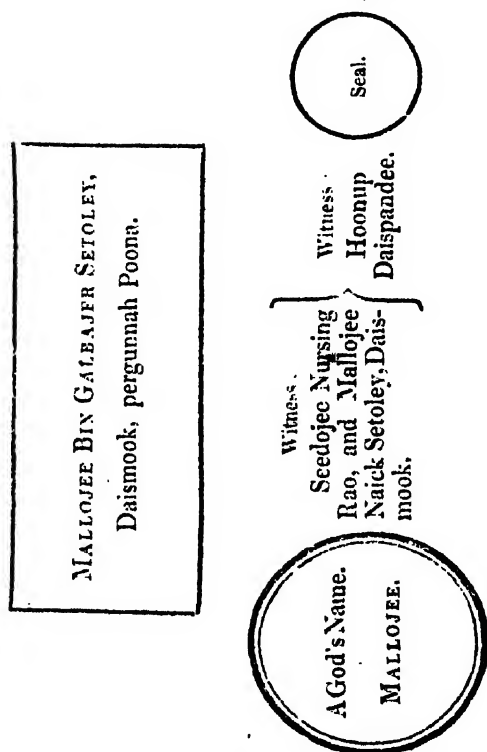 MALLOJEE BIN GALBAJEE SETOLEY,
Daismook, pergunnah Poona.
A God's Name.
MALLOJEE.
Witness.
Seedojee Nursing
Rao, and Mallojee
Naick Setoley, Dais-
mook.
Witness.
Hoonup
Daispandee.
Seal.